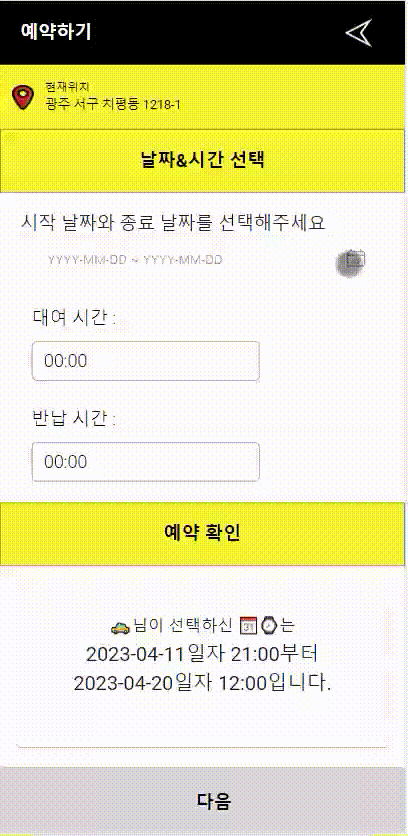 예약하기
현재위치
광주 서구 치평동 1218-1
날짜&시간 선택
시작 날짜와 종료 날짜를 선택해주세요
YYYY-MM-DD ~ YYYY-MM-DD
대여 시간 :
00:00
반납 시간 :
00:00
예약 확인
🚕님이 선택하신 📅⌚는
2023-04-11일자 21:00부터
2023-04-20일자 12:00입니다.
다음